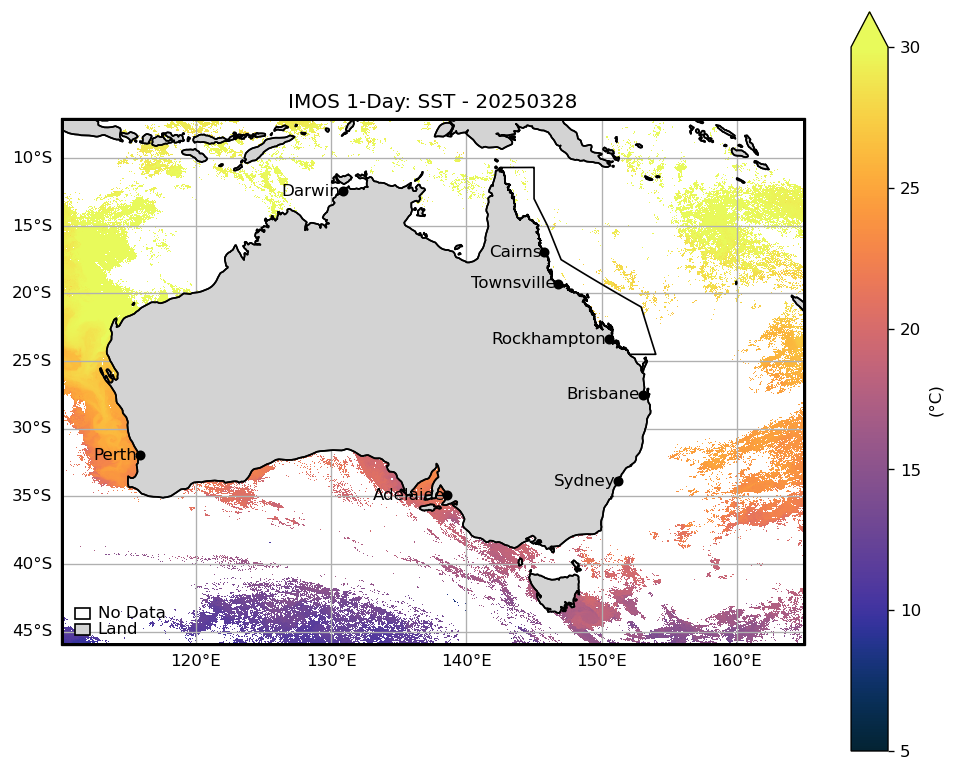 IMOS 1-Day: SST - 20250328
30
25
20
15
10
5
(°C)
10°S
15°S
20°S
25°S
30°S
35°S
40°S
45°S
Darwin
Cairns
Townsville
Rockhampton
Brisbane
Perth
Sydney
Adelaide
No Data
Land
120°E 130°E 140°E 150°E 160°E